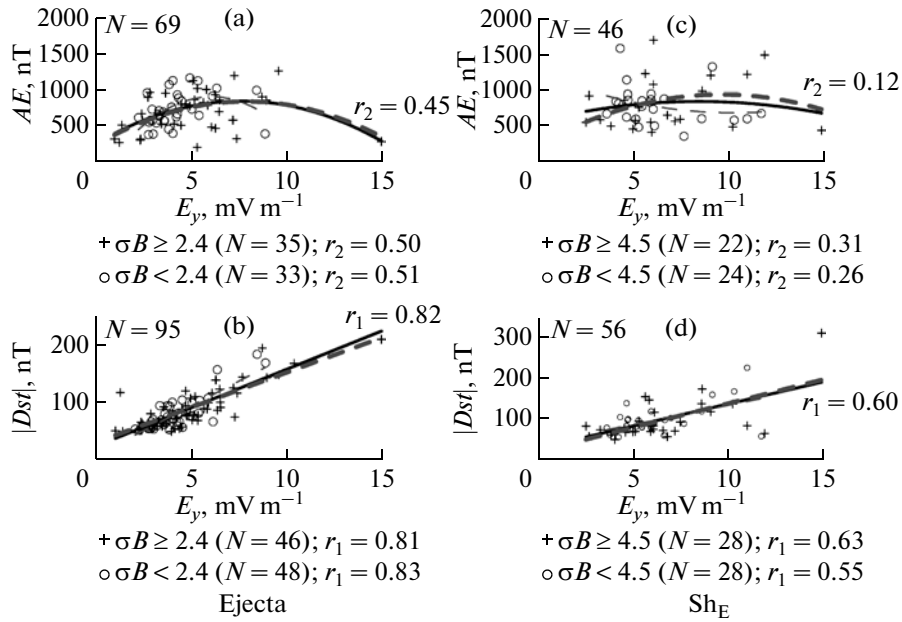 (a)
N = 69
2000
1500
1000
500
0
AE, nT
r₂ = 0.45
5
10
15
E_y, mV m⁻¹
+ σB ≥ 2.4 (N = 35); r₂ = 0.50
○ σB < 2.4 (N = 33); r₂ = 0.51
(c)
N = 46
2000
1500
1000
500
0
AE, nT
r₂ = 0.12
5
10
15
E_y, mV m⁻¹
+ σB ≥ 4.5 (N = 22); r₂ = 0.31
○ σB < 4.5 (N = 24); r₂ = 0.26
(b)
N = 95
r₁ = 0.82
200
100
0
|Dst|, nT
5
10
15
E_y, mV m⁻¹
+ σB ≥ 2.4 (N = 46); r₁ = 0.81
○ σB < 2.4 (N = 48); r₁ = 0.83
Ejecta
(d)
N = 56
300
200
100
0
|Dst|, nT
r₁ = 0.60
5
10
15
E_y, mV m⁻¹
+ σB ≥ 4.5 (N = 28); r₁ = 0.63
○ σB < 4.5 (N = 28); r₁ = 0.55
Sh_E